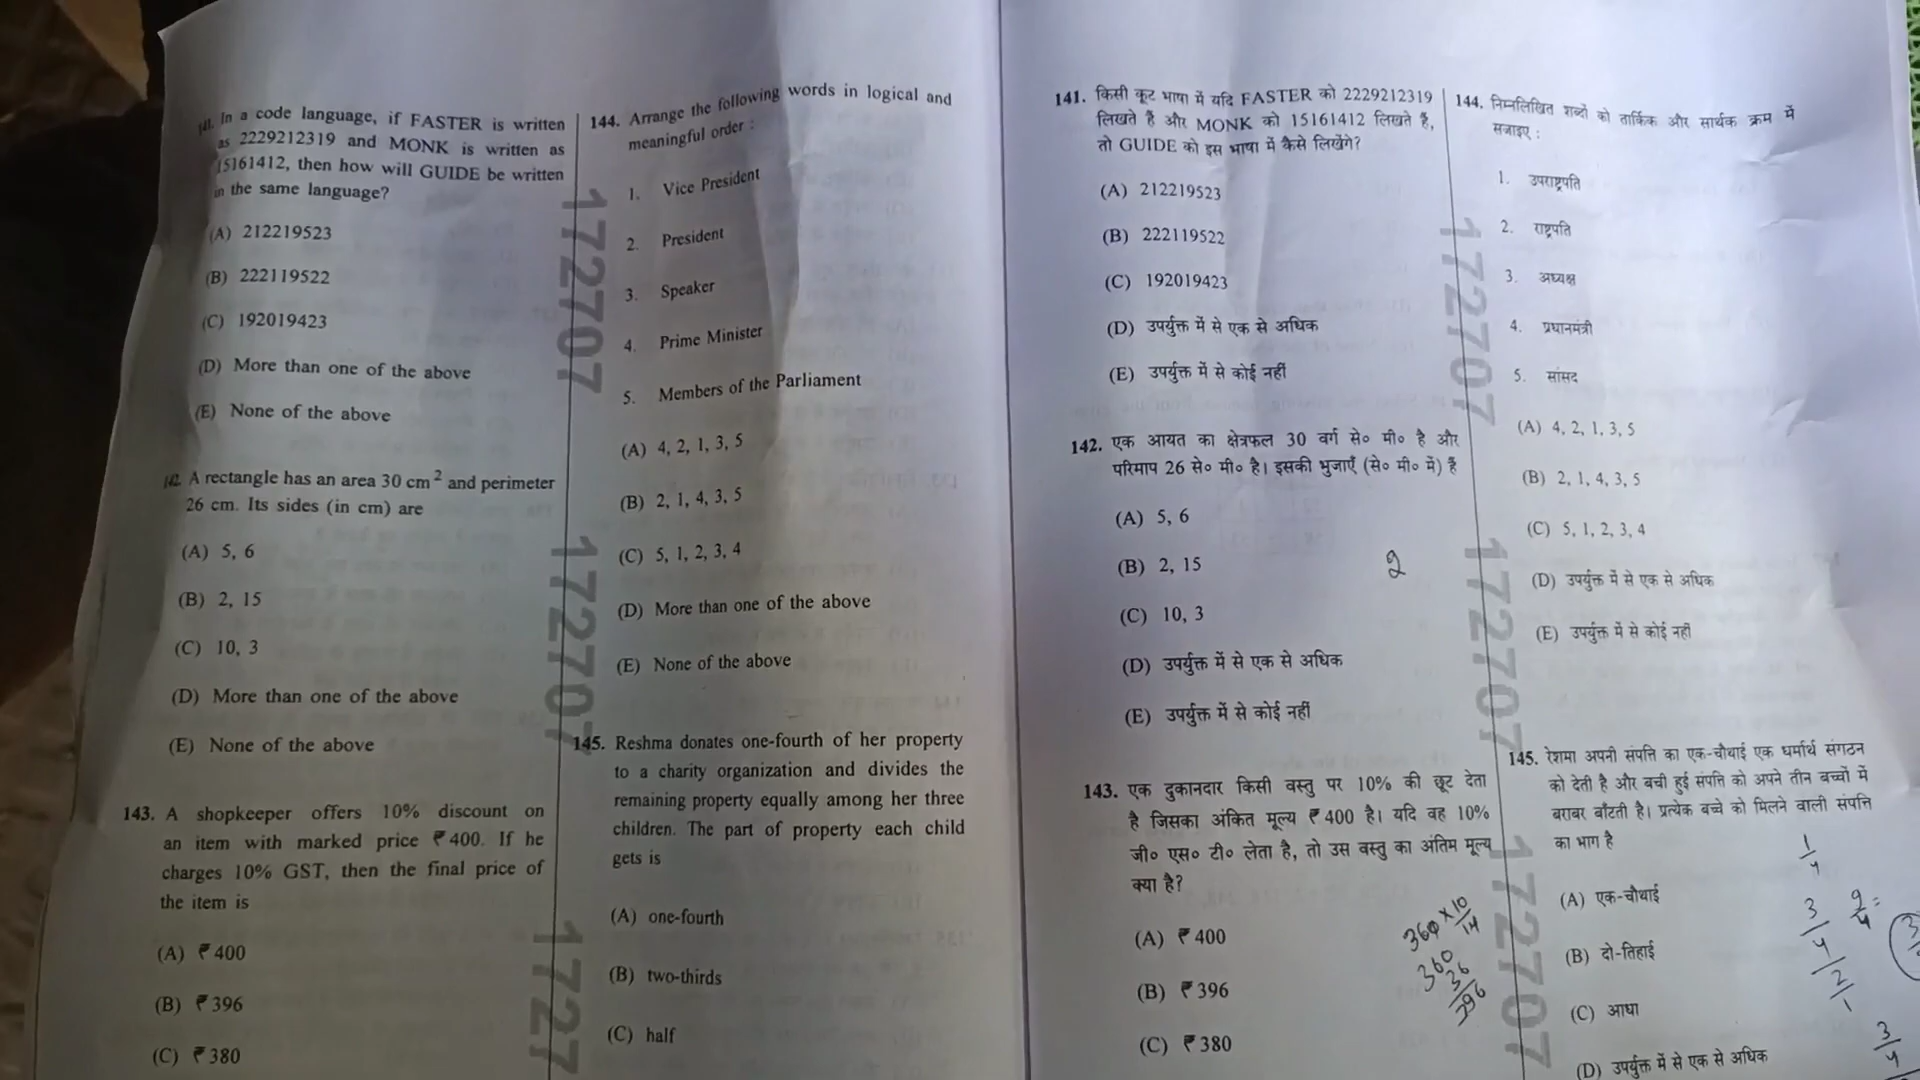 141. In a code language, if FASTER is written
as 2229212319 and MONK is written as
15161412, then how will GUIDE be written
in the same language?
(A) 212219523
(B) 222119522
(C) 192019423
(D) More than one of the above
(E) None of the above
142. A rectangle has an area 30 cm² and perimeter
26 cm. Its sides (in cm) are
(A) 5, 6
(B) 2, 15
(C) 10, 3
(D) More than one of the above
(E) None of the above
143. A shopkeeper offers 10% discount on
an item with marked price ₹ 400. If he
charges 10% GST, then the final price of
the item is
(A) ₹ 400
(B) ₹ 396
(C) ₹ 380
172707
172707
1727
144. Arrange the following words in logical and
meaningful order :
1. Vice President
2. President
3. Speaker
4. Prime Minister
5. Members of the Parliament
(A) 4, 2, 1, 3, 5
(B) 2, 1, 4, 3, 5
(C) 5, 1, 2, 3, 4
(D) More than one of the above
(E) None of the above
145. Reshma donates one-fourth of her property
to a charity organization and divides the
remaining property equally among her three
children. The part of property each child
gets is
(A) one-fourth
(B) two-thirds
(C) half
141. किसी कूट भाषा में यदि FASTER को 2229212319
लिखते हैं और MONK को 15161412 लिखते हैं,
तो GUIDE को इस भाषा में कैसे लिखेंगे?
(A) 212219523
(B) 222119522
(C) 192019423
(D) उपर्युक्त में से एक से अधिक
(E) उपर्युक्त में से कोई नहीं
142. एक आयत का क्षेत्रफल 30 वर्ग से० मी० है और
परिमाप 26 से० मी० है। इसकी भुजाएँ (से० मी० में) हैं
(A) 5, 6
(B) 2, 15
(C) 10, 3
(D) उपर्युक्त में से एक से अधिक
(E) उपर्युक्त में से कोई नहीं
143. एक दुकानदार किसी वस्तु पर 10% की छूट देता
है जिसका अंकित मूल्य ₹ 400 है। यदि वह 10%
जी० एस० टी० लेता है, तो उस वस्तु का अंतिम मूल्य
क्या है?
(A) ₹ 400
(B) ₹ 396
(C) ₹ 380
360
36
396
172707
172707
172707
144. निम्नलिखित शब्दों को तार्किक और सार्थक क्रम में
सजाइए :
1. उपराष्ट्रपति
2. राष्ट्रपति
3. अध्यक्ष
4. प्रधानमंत्री
5. सांसद
(A) 4, 2, 1, 3, 5
(B) 2, 1, 4, 3, 5
(C) 5, 1, 2, 3, 4
(D) उपर्युक्त में से एक से अधिक
(E) उपर्युक्त में से कोई नहीं
145. रेशमा अपनी संपत्ति का एक-चौथाई एक धर्मार्थ संगठन
को देती है और बची हुई संपत्ति को अपने तीन बच्चों में
बराबर बाँटती है। प्रत्येक बच्चे को मिलने वाली संपत्ति
का भाग है
(A) एक-चौथाई
(B) दो-तिहाई
(C) आधा
(D) उपर्युक्त में से एक से अधिक